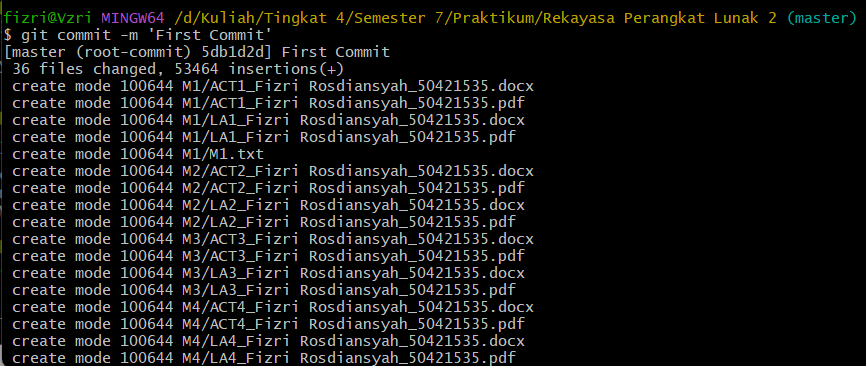 fizri@Vzri MINGW64 /d/Kuliah/Tingkat 4/Semester 7/Praktikum/Rekayasa Perangkat Lunak 2 (master)
$ git commit -m 'First Commit'
[master (root-commit) 5db1d2d] First Commit
 36 files changed, 53464 insertions(+)
 create mode 100644 M1/ACT1_Fizri Rosdiansyah_50421535.docx
 create mode 100644 M1/ACT1_Fizri Rosdiansyah_50421535.pdf
 create mode 100644 M1/LA1_Fizri Rosdiansyah_50421535.docx
 create mode 100644 M1/LA1_Fizri Rosdiansyah_50421535.pdf
 create mode 100644 M1/M1.txt
 create mode 100644 M2/ACT2_Fizri Rosdiansyah_50421535.docx
 create mode 100644 M2/ACT2_Fizri Rosdiansyah_50421535.pdf
 create mode 100644 M2/LA2_Fizri Rosdiansyah_50421535.docx
 create mode 100644 M2/LA2_Fizri Rosdiansyah_50421535.pdf
 create mode 100644 M3/ACT3_Fizri Rosdiansyah_50421535.docx
 create mode 100644 M3/ACT3_Fizri Rosdiansyah_50421535.pdf
 create mode 100644 M3/LA3_Fizri Rosdiansyah_50421535.docx
 create mode 100644 M3/LA3_Fizri Rosdiansyah_50421535.pdf
 create mode 100644 M4/ACT4_Fizri Rosdiansyah_50421535.docx
 create mode 100644 M4/ACT4_Fizri Rosdiansyah_50421535.pdf
 create mode 100644 M4/LA4_Fizri Rosdiansyah_50421535.docx
 create mode 100644 M4/LA4_Fizri Rosdiansyah_50421535.pdf